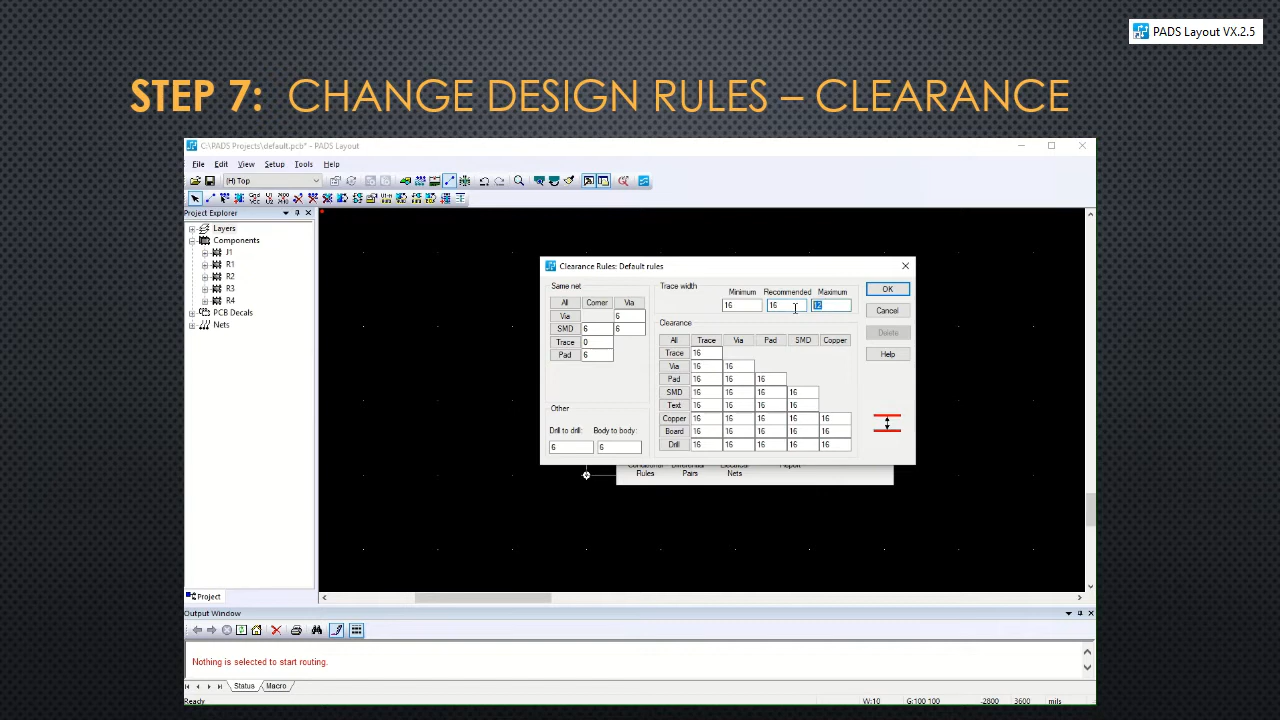 PADS Layout VX.2.5
STEP 7: CHANGE DESIGN RULES – CLEARANCE
C:\PADS Projects\default.pcb* - PADS Layout
File Edit View Setup Tools Help
(H) Top
Project Explorer
Layers
Components
J1
R1
R2
R3
R4
PCB Decals
Nets
Project
Clearance Rules: Default rules
Same net
All Corner Via
Via 6
SMD 6 6
Trace 0
Pad 6
Other
Drill to drill: Body to body:
6 6
Trace width
Minimum Recommended Maximum
16 16 12
Clearance
All Trace Via Pad SMD Copper
Trace 16
Via 16 16
Pad 16 16 16
SMD 16 16 16 16
Text 16 16 16 16
Copper 16 16 16 16 16
Board 16 16 16 16 16
Drill 16 16 16 16 16
OK
Cancel
Delete
Help
Rules Pairs Nets
Output Window
Nothing is selected to start routing.
Status Macro
Ready W:10 G:100 100 -2800 3600 mils